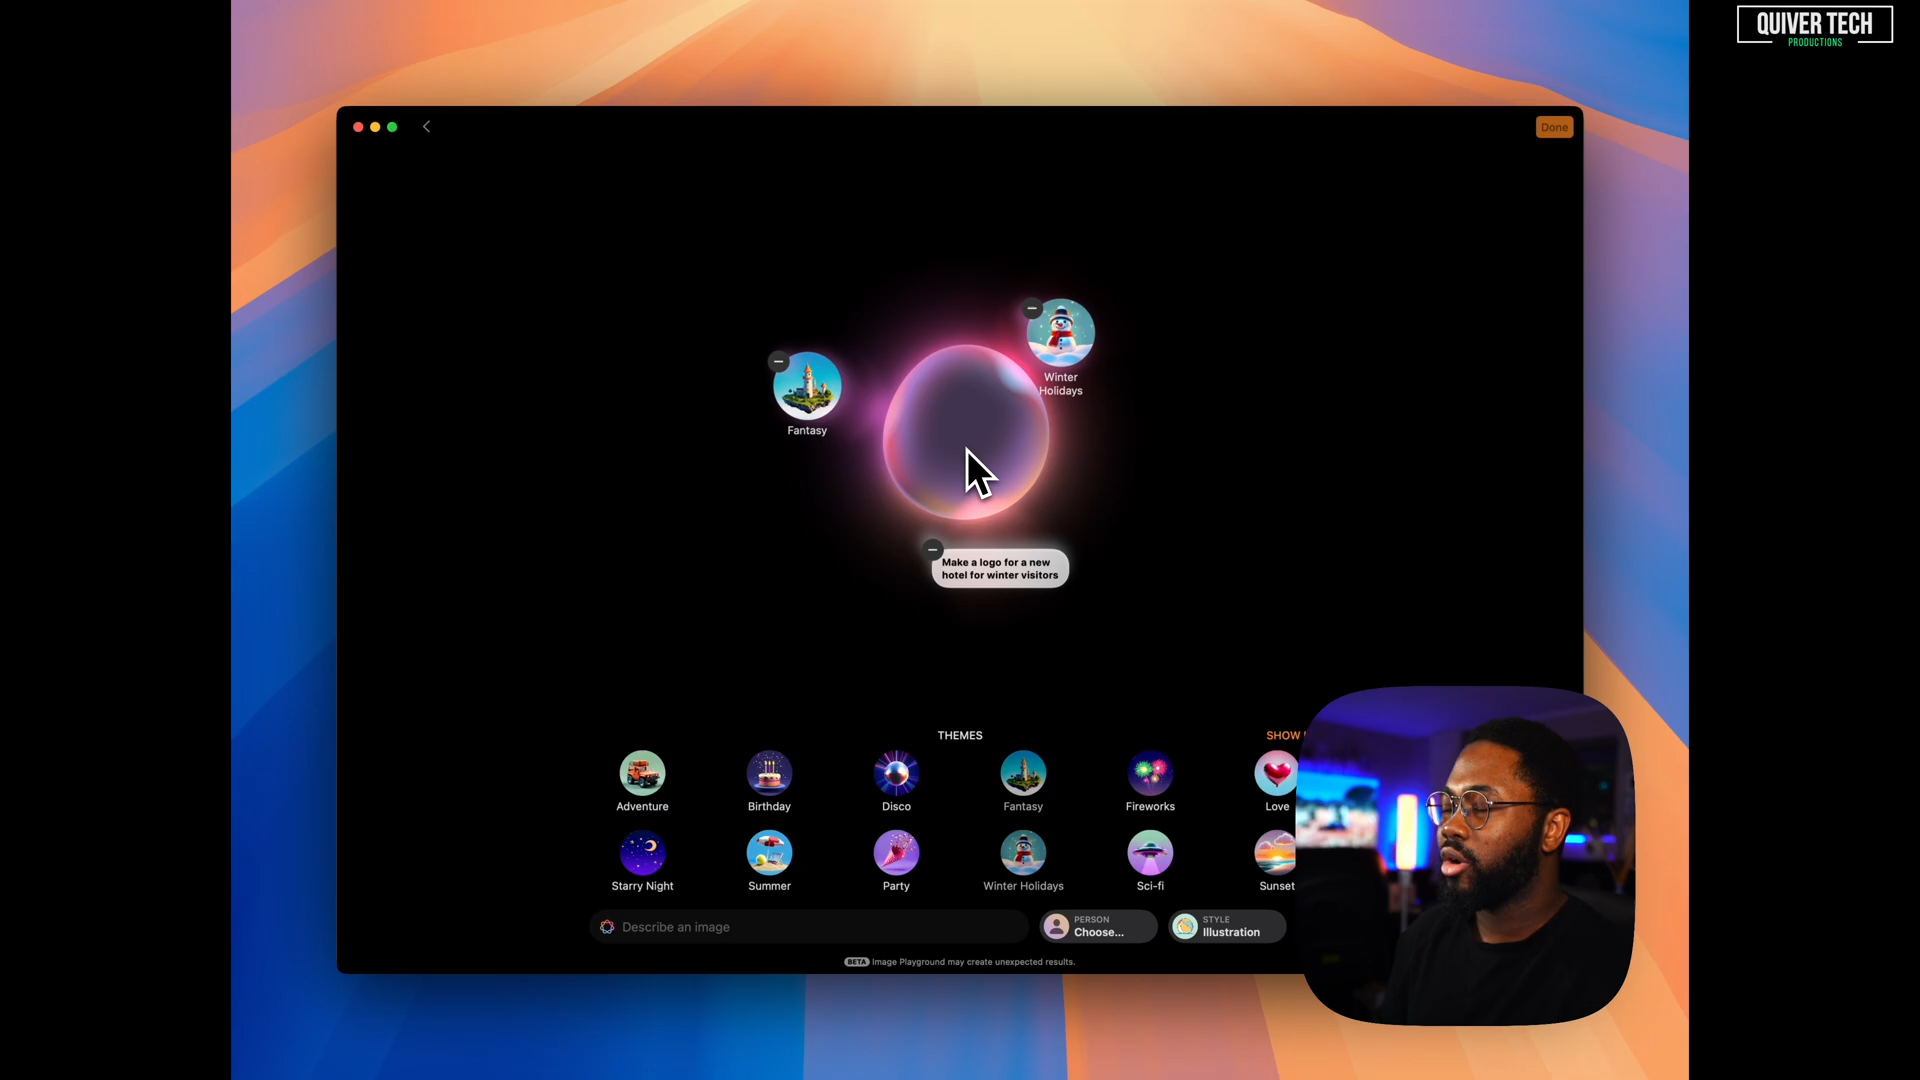 QUIVER TECH
PRODUCTIONS
Done
Winter
Holidays
Fantasy
Make a logo for a new
hotel for winter visitors
THEMES
SHOW
Adventure
Birthday
Disco
Fantasy
Fireworks
Love
Starry Night
Summer
Party
Winter Holidays
Sci-fi
Sunset
Describe an image
PERSON
Choose...
STYLE
Illustration
BETA Image Playground may create unexpected results.